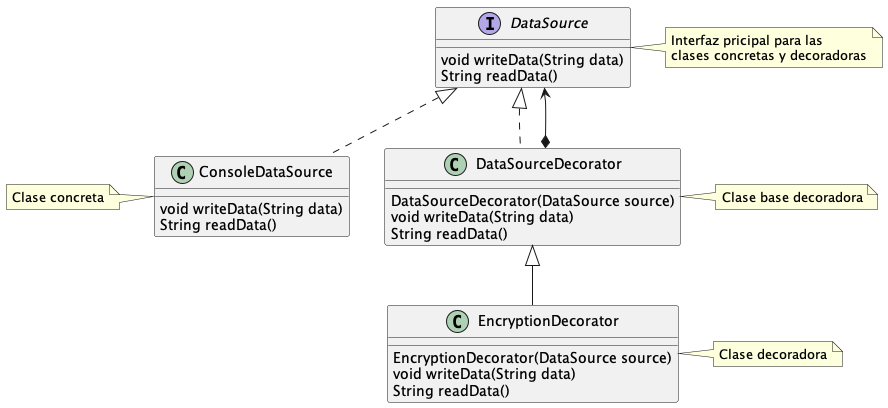 I DataSource
void writeData(String data)
String readData()
Interfaz pricipal para las
clases concretas y decoradoras
Clase concreta
C ConsoleDataSource
void writeData(String data)
String readData()
C DataSourceDecorator
DataSourceDecorator(DataSource source)
void writeData(String data)
String readData()
Clase base decoradora
C EncryptionDecorator
EncryptionDecorator(DataSource source)
void writeData(String data)
String readData()
Clase decoradora